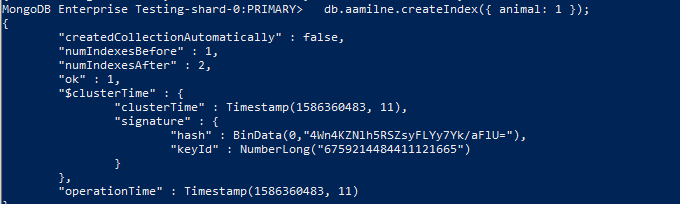 MongoDB Enterprise Testing-shard-0:PRIMARY>   db.aamilne.createIndex({ animal: 1 });
{
        "createdCollectionAutomatically" : false,
        "numIndexesBefore" : 1,
        "numIndexesAfter" : 2,
        "ok" : 1,
        "$clusterTime" : {
                "clusterTime" : Timestamp(1586360483, 11),
                "signature" : {
                        "hash" : BinData(0,"4Wn4KZNlh5RSZsyFLYy7Yk/aFlU="),
                        "keyId" : NumberLong("6759214484411121665")
                }
        },
        "operationTime" : Timestamp(1586360483, 11)